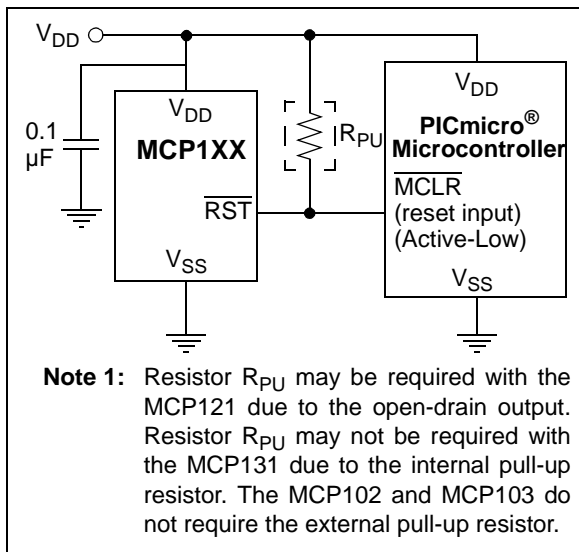 VDD
VDD
VDD
0.1
µF
MCP1XX
RPU
PICmicro®
Microcontroller
RST
MCLR
(reset input)
(Active-Low)
VSS
VSS
Note 1: Resistor RPU may be required with the
MCP121 due to the open-drain output.
Resistor RPU may not be required with
the MCP131 due to the internal pull-up
resistor. The MCP102 and MCP103 do
not require the external pull-up resistor.